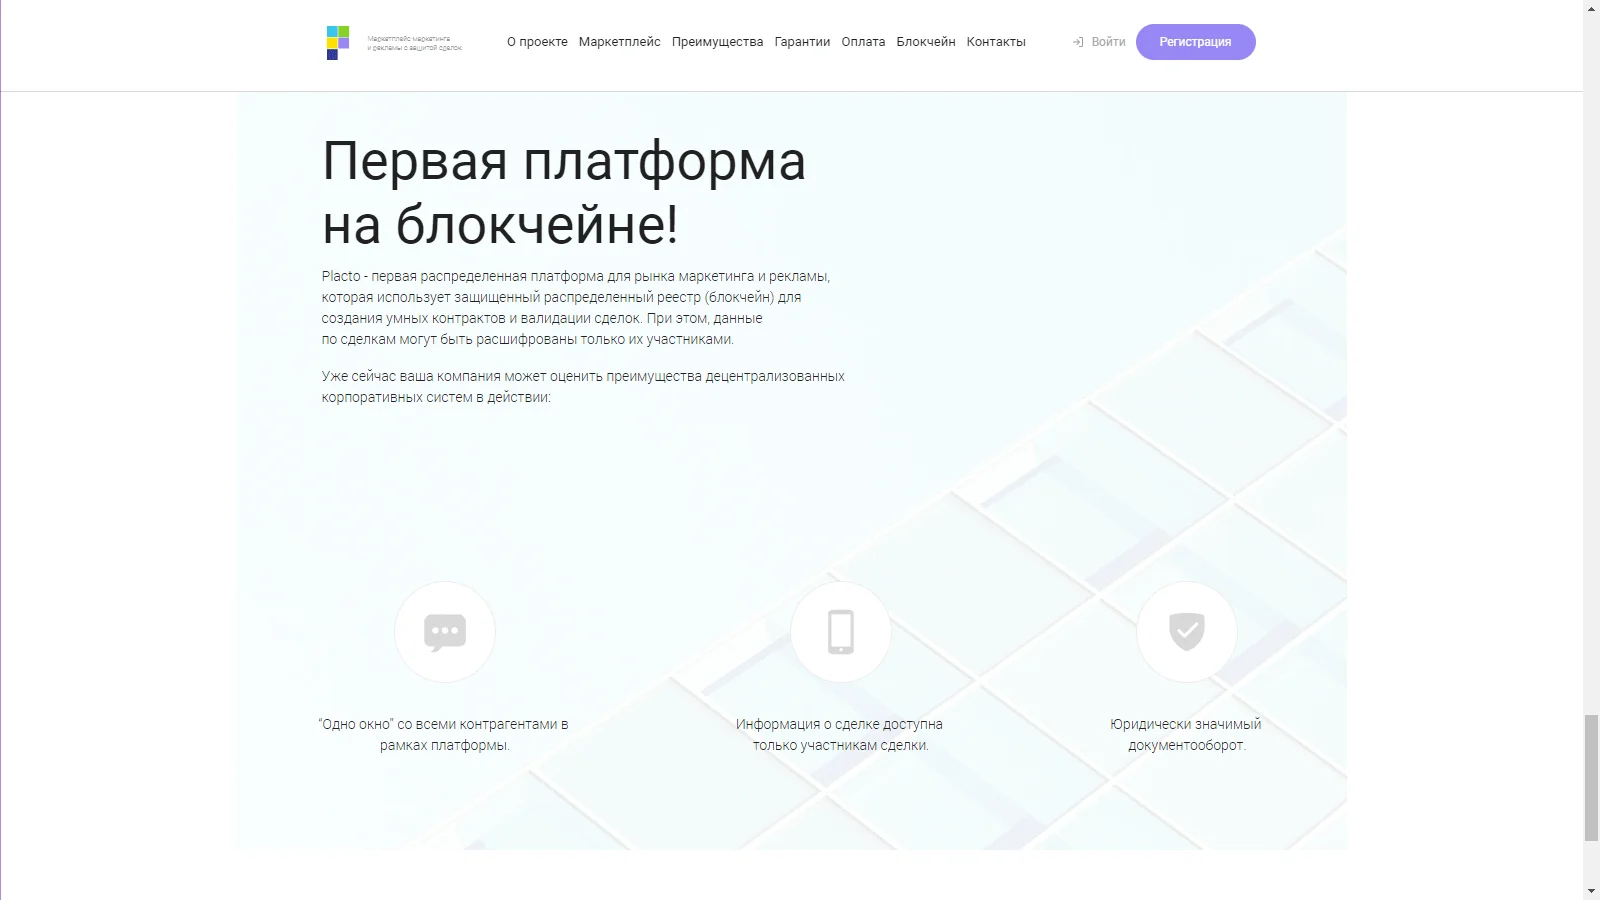 Маркетплейс маркетинга
и рекламы с защитой сделок
О проекте Маркетплейс Преимущества Гарантии Оплата Блокчейн Контакты Войти Регистрация
Первая платформа
на блокчейне!
Placto - первая распределенная платформа для рынка маркетинга и рекламы,
которая использует защищенный распределенный реестр (блокчейн) для
создания умных контрактов и валидации сделок. При этом, данные
по сделкам могут быть расшифрованы только их участниками.
Уже сейчас ваша компания может оценить преимущества децентрализованных
корпоративных систем в действии:
“Одно окно” со всеми контрагентами в
рамках платформы.
Информация о сделке доступна
только участникам сделки.
Юридически значимый
документооборот.